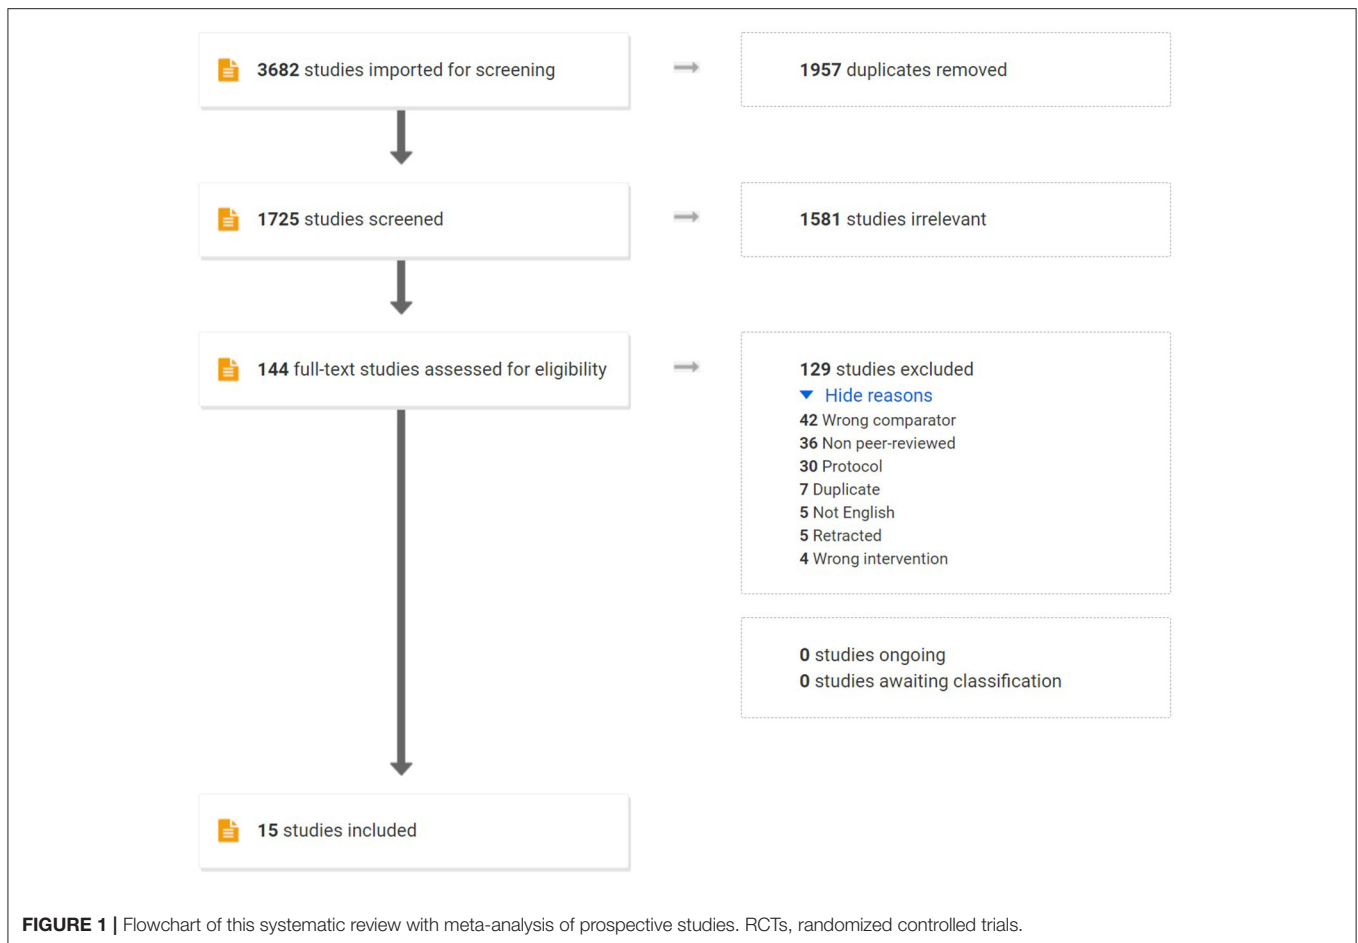 3682 studies imported for screening
1957 duplicates removed
1725 studies screened
1581 studies irrelevant
144 full-text studies assessed for eligibility
129 studies excluded
Hide reasons
42 Wrong comparator
36 Non peer-reviewed
30 Protocol
7 Duplicate
5 Not English
5 Retracted
4 Wrong intervention
0 studies ongoing
0 studies awaiting classification
15 studies included
FIGURE 1 | Flowchart of this systematic review with meta-analysis of prospective studies. RCTs, randomized controlled trials.